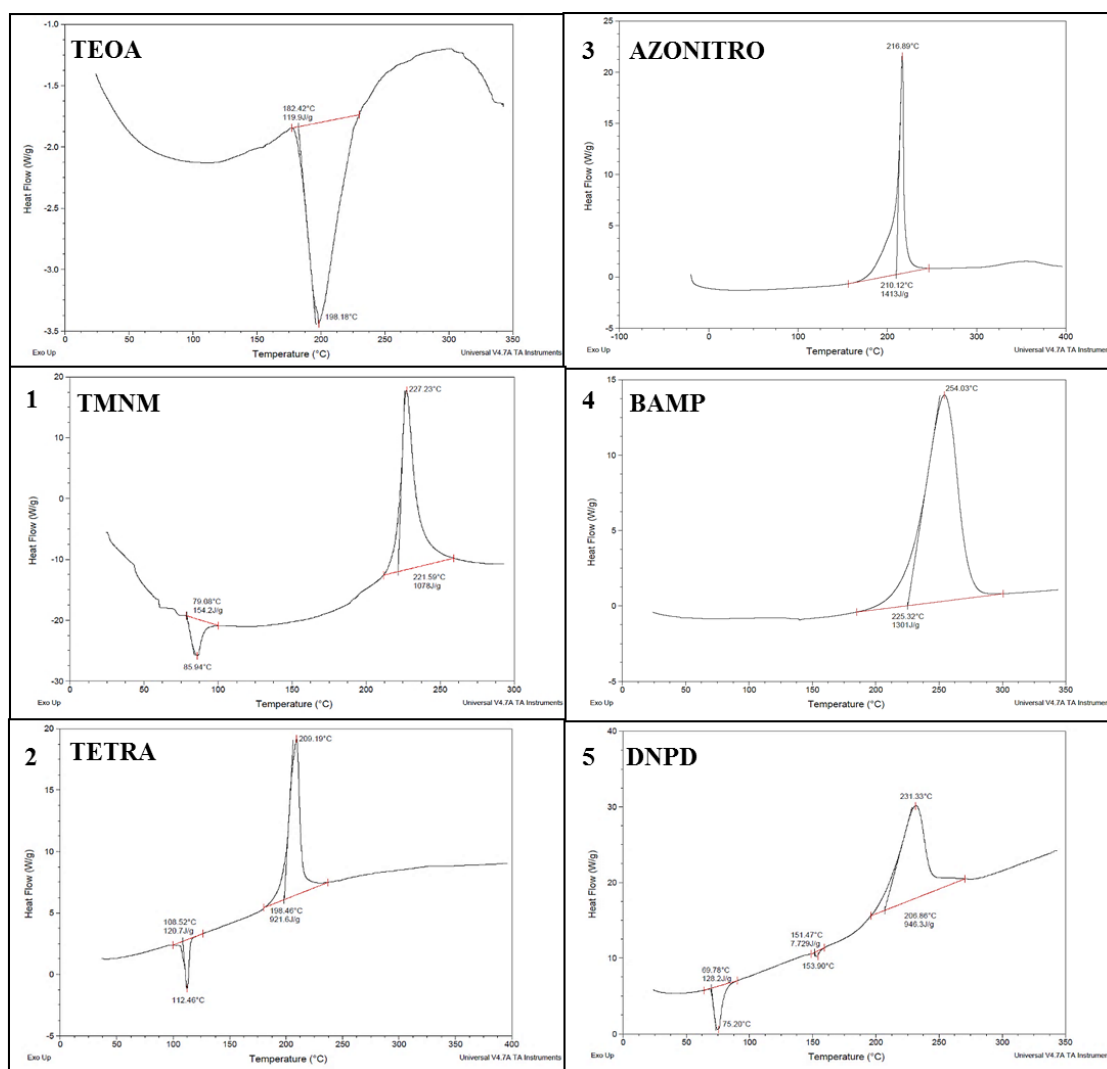 TEOA
-1.0
-1.5
-2.0
-2.5
-3.0
-3.5
Heat Flow (W/g)
182.42°C
119.9J/g
198.18°C
0 50 100 150 200 250 300 350
Exo Up
Temperature (°C)
Universal V4.7A TA Instruments
3 AZONITRO
25
20
15
10
5
0
-5
Heat Flow (W/g)
216.89°C
210.12°C
1413J/g
-100 0 100 200 300 400
Exo Up
Temperature (°C)
Universal V4.7A TA Instruments
1 TMNM
20
10
0
-10
-20
-30
Heat Flow (W/g)
227.23°C
221.59°C
1078J/g
79.08°C
154.2J/g
85.94°C
0 50 100 150 200 250 300
Exo Up
Temperature (°C)
Universal V4.7A TA Instruments
4 BAMP
15
10
5
0
-5
Heat Flow (W/g)
254.03°C
225.32°C
1301J/g
0 50 100 150 200 250 300 350
Exo Up
Temperature (°C)
Universal V4.7A TA Instruments
2 TETRA
20
15
10
5
0
-5
Heat Flow (W/g)
209.19°C
198.46°C
921.6J/g
108.52°C
120.7J/g
112.46°C
0 50 100 150 200 250 300 350 400
Exo Up
Temperature (°C)
Universal V4.7A TA Instruments
5 DNPD
40
30
20
10
0
Heat Flow (W/g)
231.33°C
206.86°C
946.3J/g
151.47°C
7.729J/g
153.90°C
69.78°C
128.2J/g
75.20°C
0 50 100 150 200 250 300 350
Exo Up
Temperature (°C)
Universal V4.7A TA Instruments